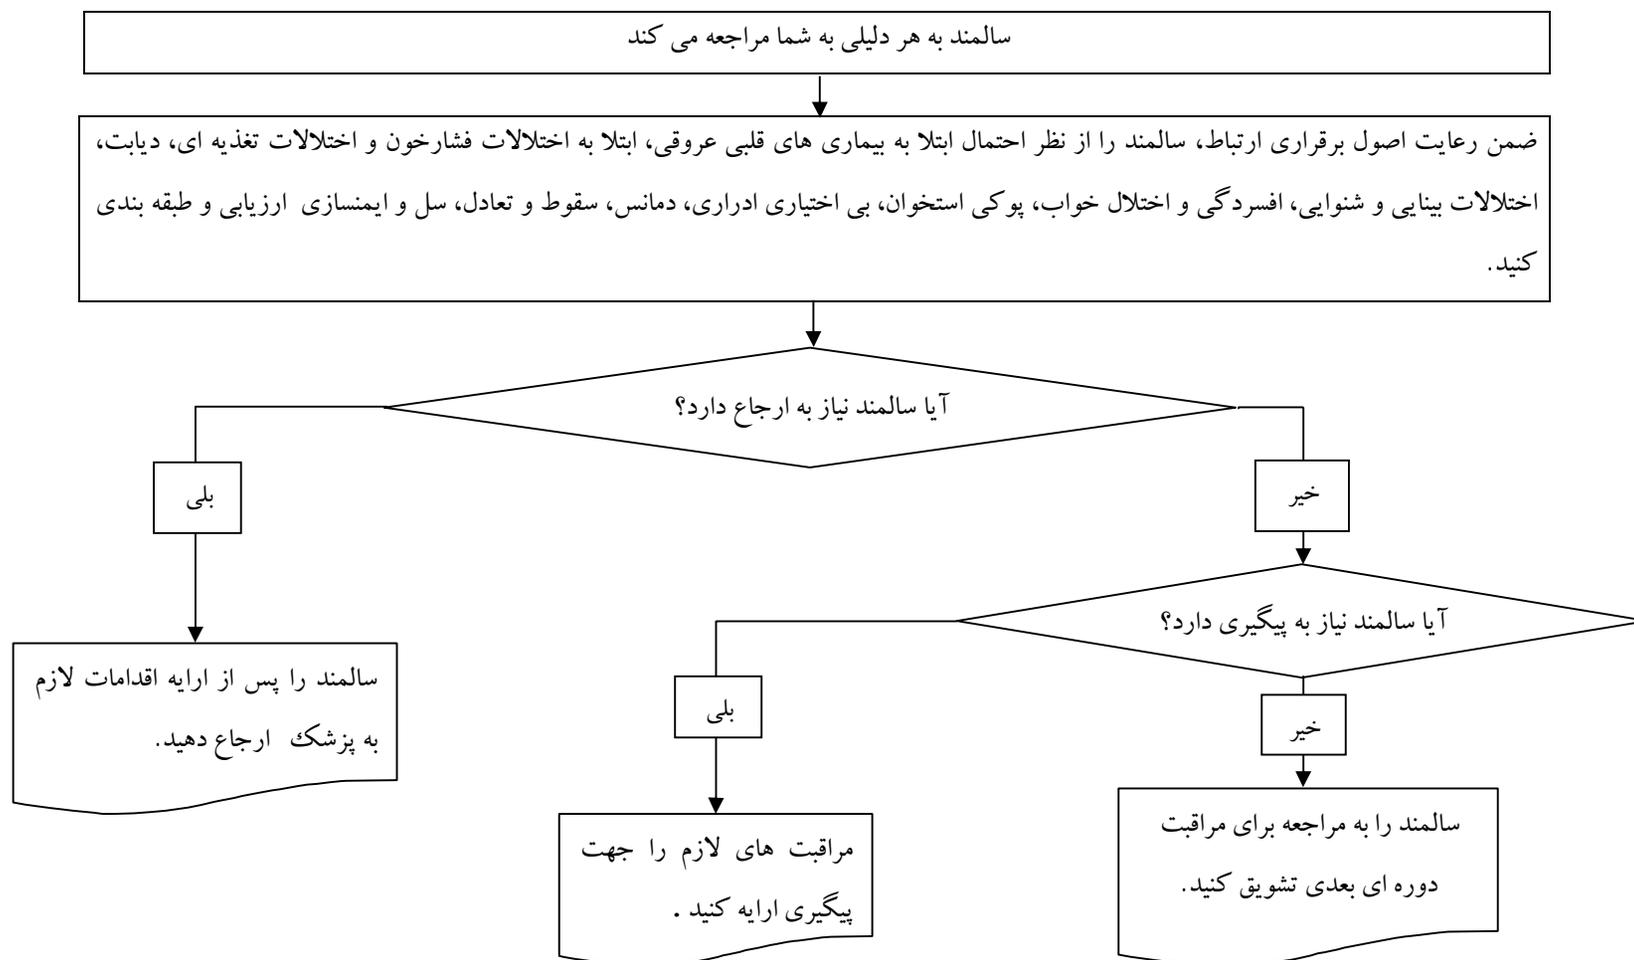 سالمند به هر دلیلی به شما مراجعه می کند
ضمن رعایت اصول برقراری ارتباط، سالمند را از نظر احتمال ابتلا به بیماری های قلبی عروقی، ابتلا به اختلالات فشارخون و اختلالات تغذیه ای، دیابت،
اختلالات بینایی و شنوایی، افسردگی و اختلال خواب، پوکی استخوان، بی اختیاری ادراری، دمانس، سقوط و تعادل، سل و ایمنسازی ارزیابی و طبقه بندی
کنید.
آیا سالمند نیاز به ارجاع دارد؟
خیر
بلی
آیا سالمند نیاز به پیگیری دارد؟
سالمند را پس از ارایه اقدامات لازم
به پزشک ارجاع دهید.
خیر
بلی
سالمند را به مراجعه برای مراقبت
دوره ای بعدی تشویق کنید.
مراقبت های لازم را جهت
پیگیری ارایه کنید .